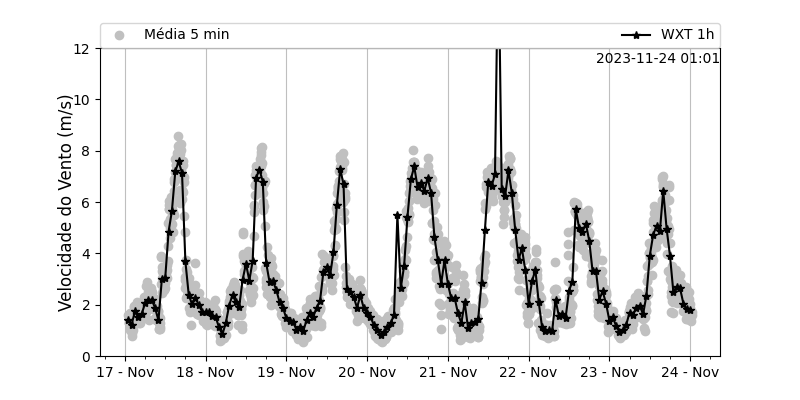 Média 5 min
WXT 1h
2023-11-24 01:01
Velocidade do Vento (m/s)
12
10
8
6
4
2
0
17 - Nov
18 - Nov
19 - Nov
20 - Nov
21 - Nov
22 - Nov
23 - Nov
24 - Nov